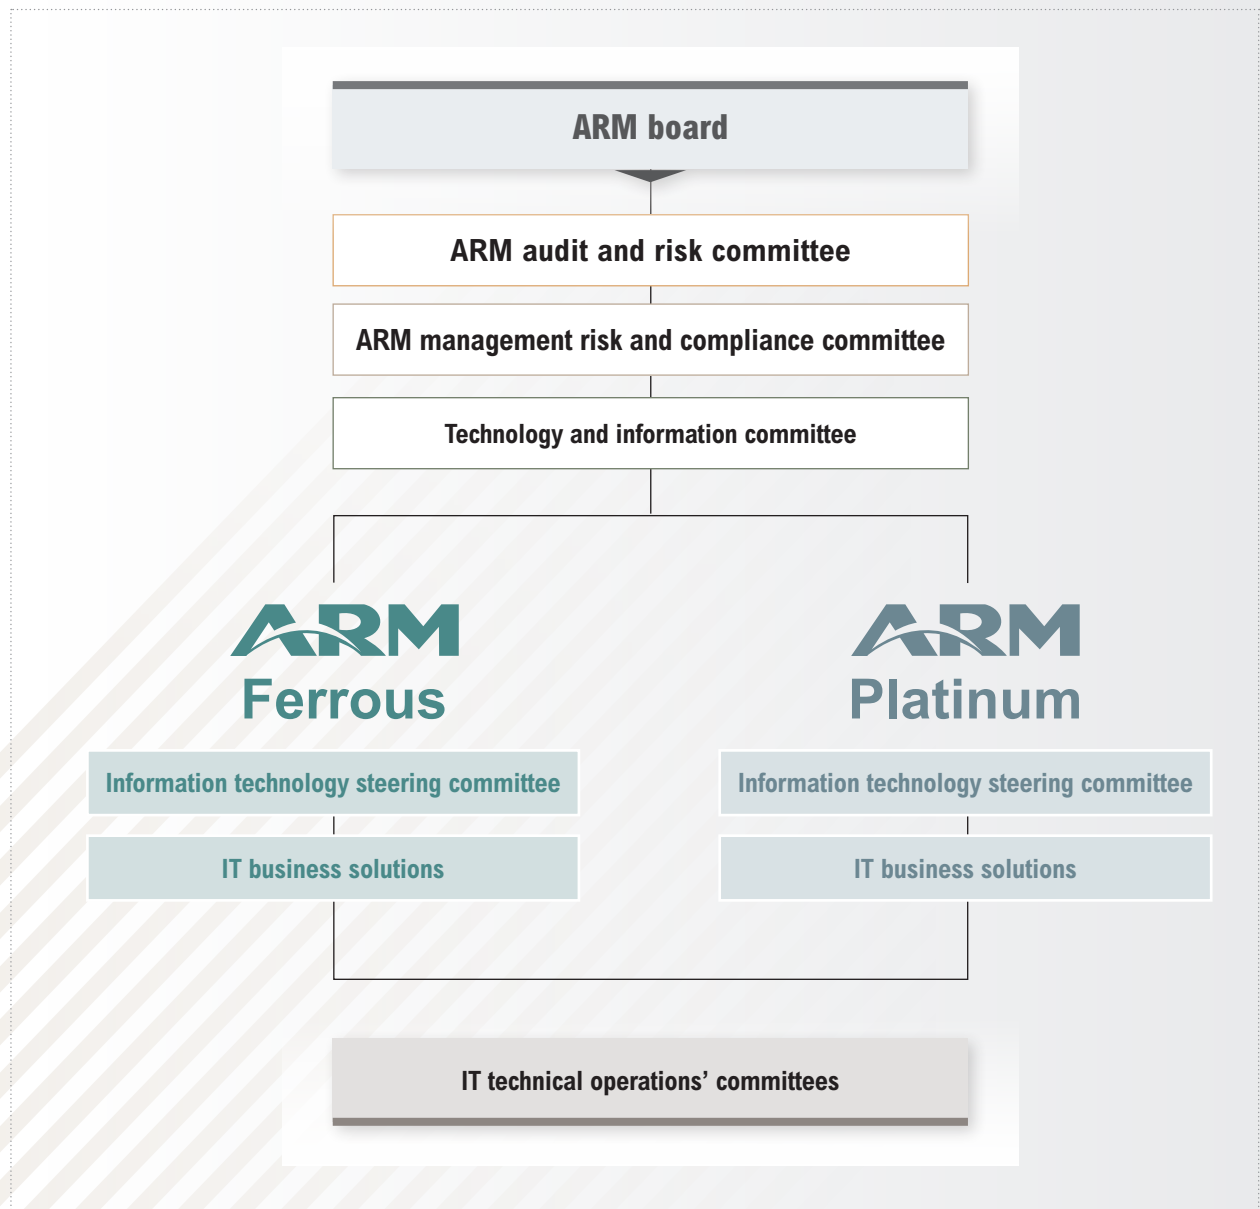 ARM board
ARM audit and risk committee
ARM management risk and compliance committee
Technology and information committee
ARM
Ferrous
Information technology steering committee
IT business solutions
ARM
Platinum
Information technology steering committee
IT business solutions
IT technical operations’ committees